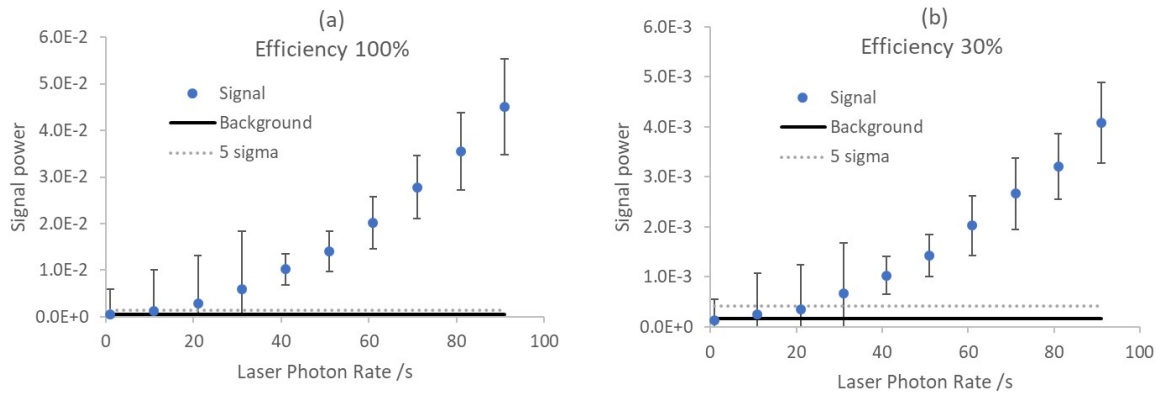 (a)
Efficiency 100%
6.0E-2
5.0E-2
4.0E-2
3.0E-2
2.0E-2
1.0E-2
0.0E+0
Signal power
Signal
Background
5 sigma
0
20
40
60
80
100
Laser Photon Rate /s
(b)
Efficiency 30%
6.0E-3
5.0E-3
4.0E-3
3.0E-3
2.0E-3
1.0E-3
0.0E+0
Signal power
Signal
Background
5 sigma
0
20
40
60
80
100
Laser Photon Rate /s